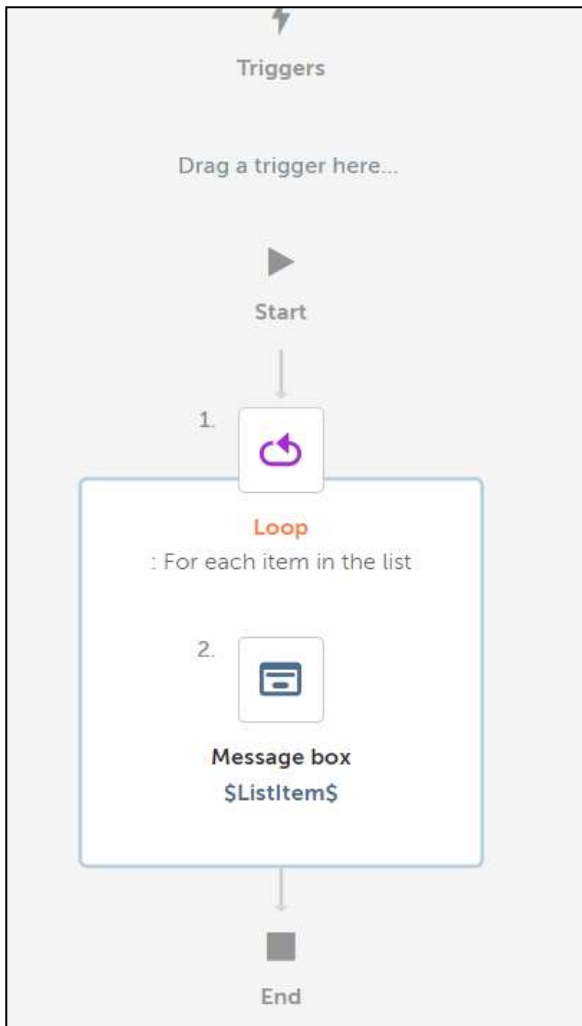 Triggers
Drag a trigger here...
Start
1.
Loop
: For each item in the list
2.
Message box
$ListItem$
End